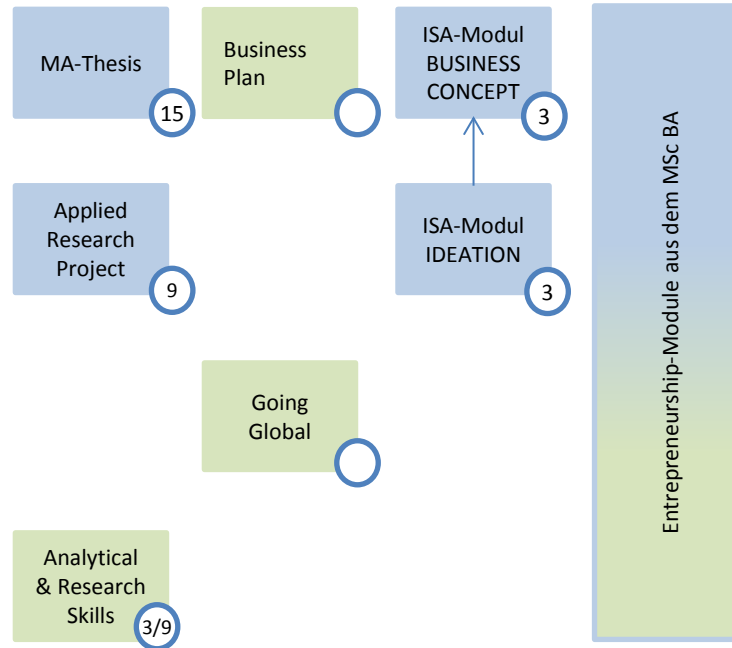 MA-Thesis
15
Business
Plan
ISA-Modul
BUSINESS
CONCEPT
3
Applied
Research
Project
9
ISA-Modul
IDEATION
3
Going
Global
Analytical
& Research
Skills
3/9
Entrepreneurship-Module aus dem MSc BA